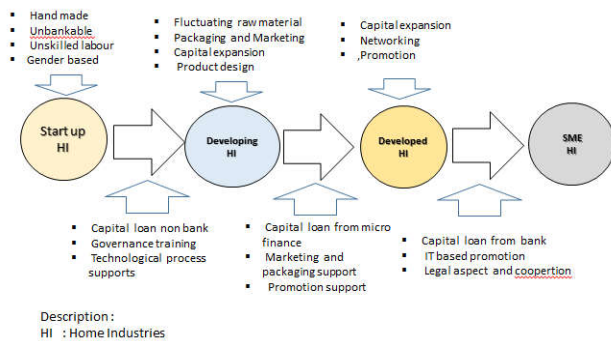 Hand made
Unbankable
Unskilled labour
Gender based
Fluctuating raw material
Packaging and Marketing
Capital expansion
Product design
Capital expansion
Networking
,Promotion
Start up
HI
Developing
HI
Developed
HI
SME
HI
Capital loan non bank
Governance training
Technological process
supports
Capital loan from micro
finance
Marketing and
packaging support
Promotion support
Capital loan from bank
IT based promotion
Legal aspect and coopertion
Description :
HI : Home Industries